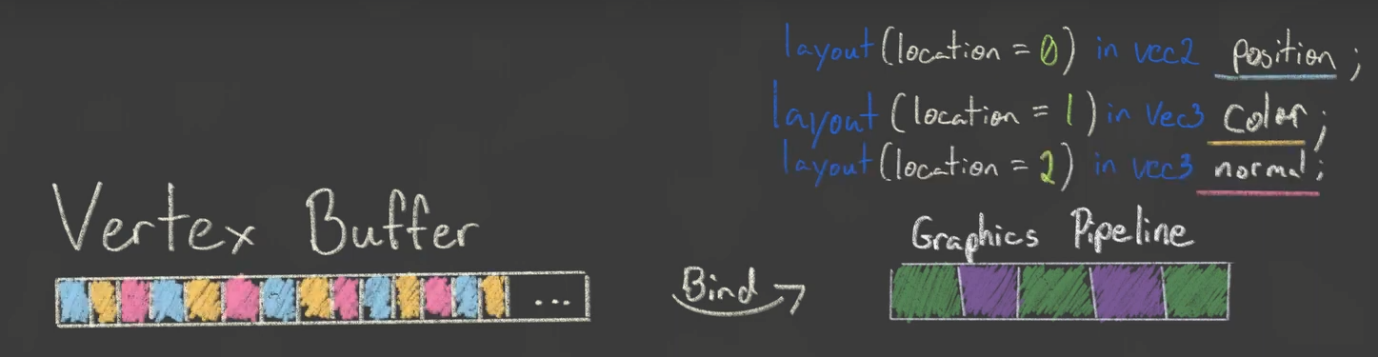 layout (location = 0) in vec2 position;
layout (location = 1) in Vec3 Color;
layout (location = 2) in vec3 normal;
Vertex Buffer
Graphics Pipeline
...
Bind